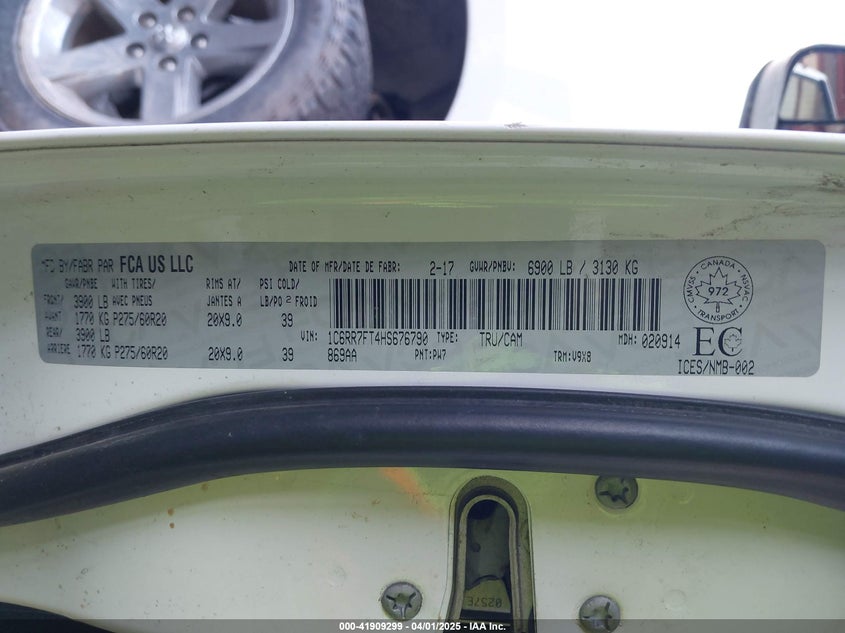 MFD BY/FABR PAR FCA US LLC DATE OF MFR/DATE DE FABR: 2-17 GVWR/PNBV: 6900 LB / 3130 KG
GAWR/PNBE WITH TIRES/ RIMS AT/ PSI COLD/
FRONT/ 3900 LB AVEC PNEUS JANTES A LB/PO² FROID
AVANT 1770 KG P275/60R20 20X9.0 39
REAR/ 3900 LB VIN: 1C6RR7FT4HS676790 TYPE: TRU/CAM MDH: 020914
ARRIERE 1770 KG P275/60R20 20X9.0 39 869AA PNT:PW7 TRM:V9X8
CANADA
CMVSS NSVAC
972
TRANSPORT
EC
ICES/NMB-002
0257E
000-41909299 - 04/01/2025 - IAA Inc.